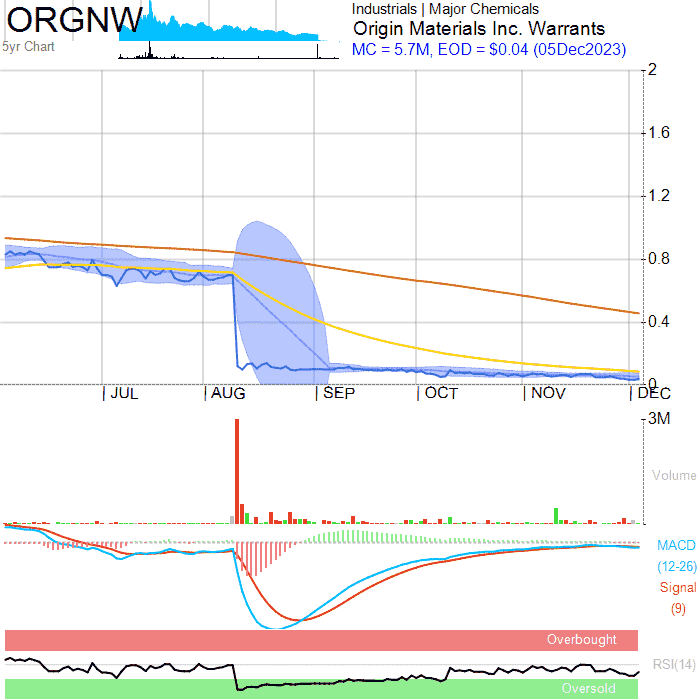 ORGNW
Industrials | Major Chemicals
Origin Materials Inc. Warrants
5yr Chart
MC = 5.7M, EOD = $0.04 (05Dec2023)
2
1.6
1.2
0.8
0.4
0
JUL AUG SEP OCT NOV DEC
3M
Volume
MACD
(12-26)
Signal
(9)
Overbought
RSI(14)
Oversold